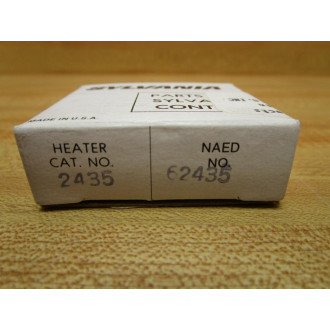 SYLVANIA
PARTS
SYLVA
CONT
MADE IN U.S.A.
HEATER
CAT. NO.
2435
NAED
NO.
62435